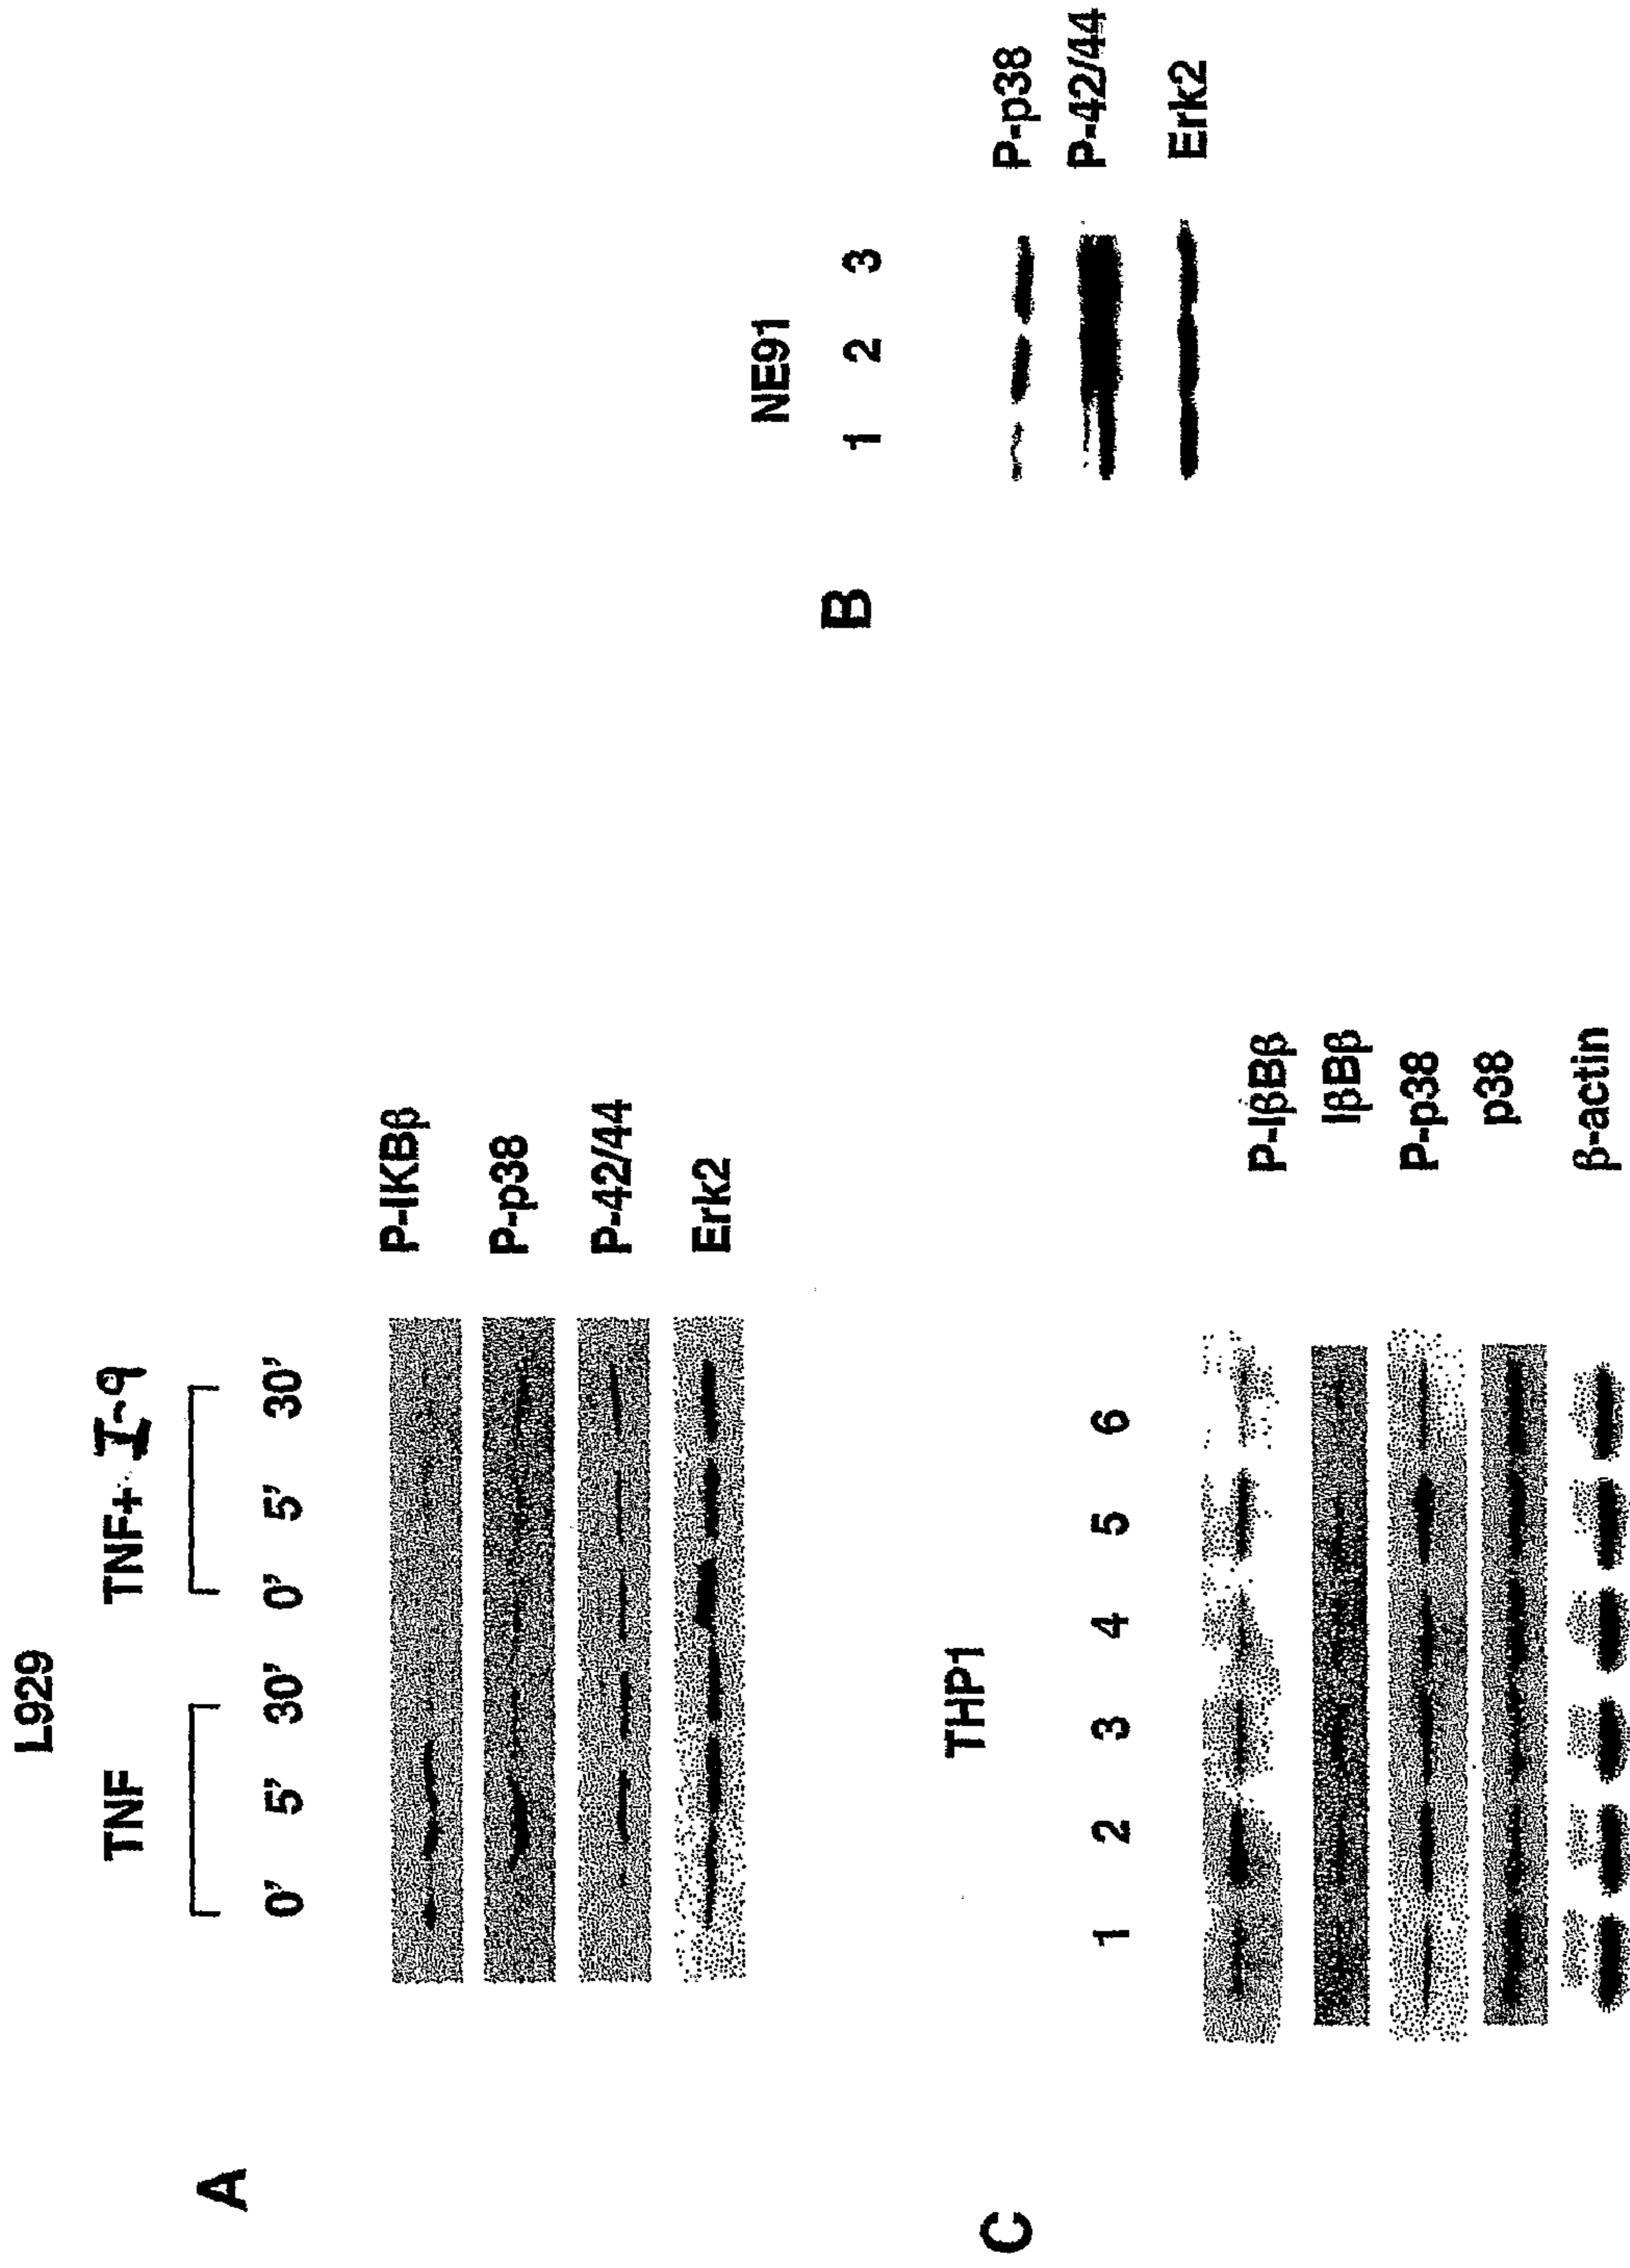 A
L929
TNF TNF+ I-9
0' 5' 30' 0' 5' 30'
P-IKBβ
P-p38
P-42/44
Erk2
B
NE91
1 2 3
P-p38
P-42/44
Erk2
C
THP1
1 2 3 4 5 6
P-IβBβ
IβBβ
P-p38
p38
β-actin